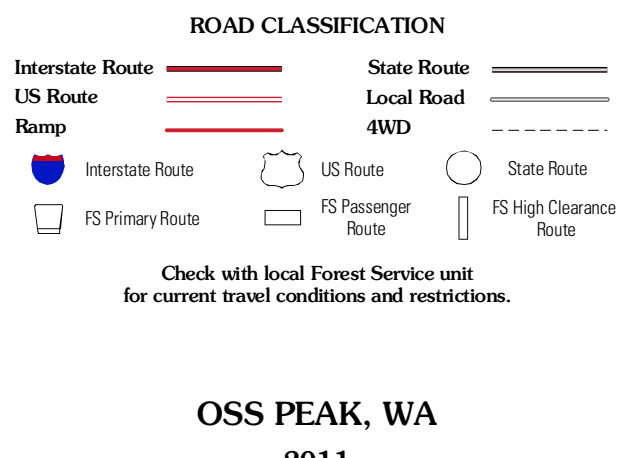 ROAD CLASSIFICATION
Interstate Route
State Route
US Route
Local Road
Ramp
4WD
Interstate Route
US Route
State Route
FS Primary Route
FS Passenger
Route
FS High Clearance
Route
Check with local Forest Service unit
for current travel conditions and restrictions.
OSS PEAK, WA
2011